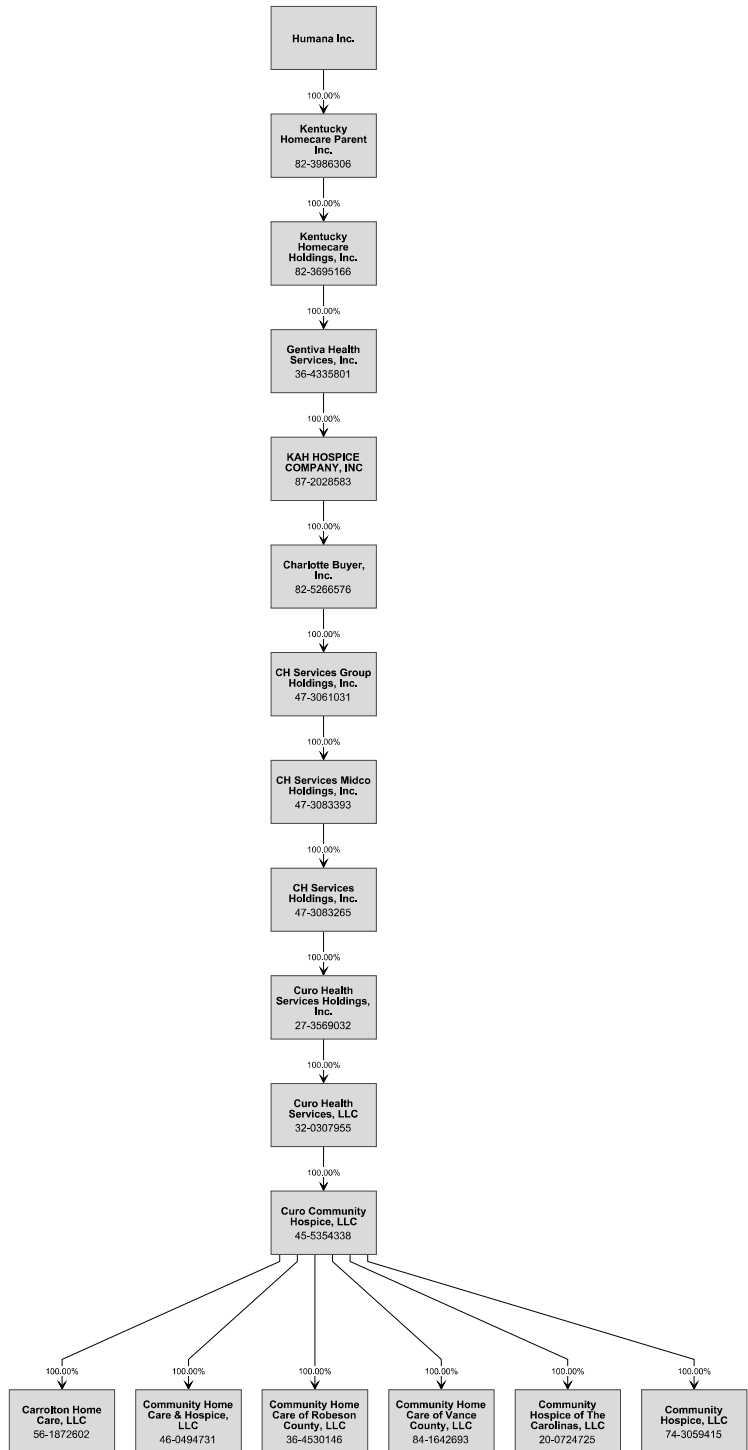 Humana Inc.
100.00%
Kentucky
Homecare Parent
Inc.
82-3986306
100.00%
Kentucky
Homecare
Holdings, Inc.
82-3695166
100.00%
Gentiva Health
Services, Inc.
36-4335801
100.00%
KAH HOSPICE
COMPANY, INC
87-2028583
100.00%
Charlotte Buyer,
Inc.
82-5266576
100.00%
CH Services Group
Holdings, Inc.
47-3061031
100.00%
CH Services Midco
Holdings, Inc.
47-3083393
100.00%
CH Services
Holdings, Inc.
47-3083265
100.00%
Curo Health
Services Holdings,
Inc.
27-3569032
100.00%
Curo Health
Services, LLC
32-0307955
100.00%
Curo Community
Hospice, LLC
45-5354338
100.00%
Carrolton Home
Care, LLC
56-1872602
100.00%
Community Home
Care & Hospice,
LLC
46-0494731
100.00%
Community Home
Care of Robeson
County, LLC
36-4530146
100.00%
Community Home
Care of Vance
County, LLC
84-1642693
100.00%
Community
Hospice of The
Carolinas, LLC
20-0724725
100.00%
Community
Hospice, LLC
74-3059415